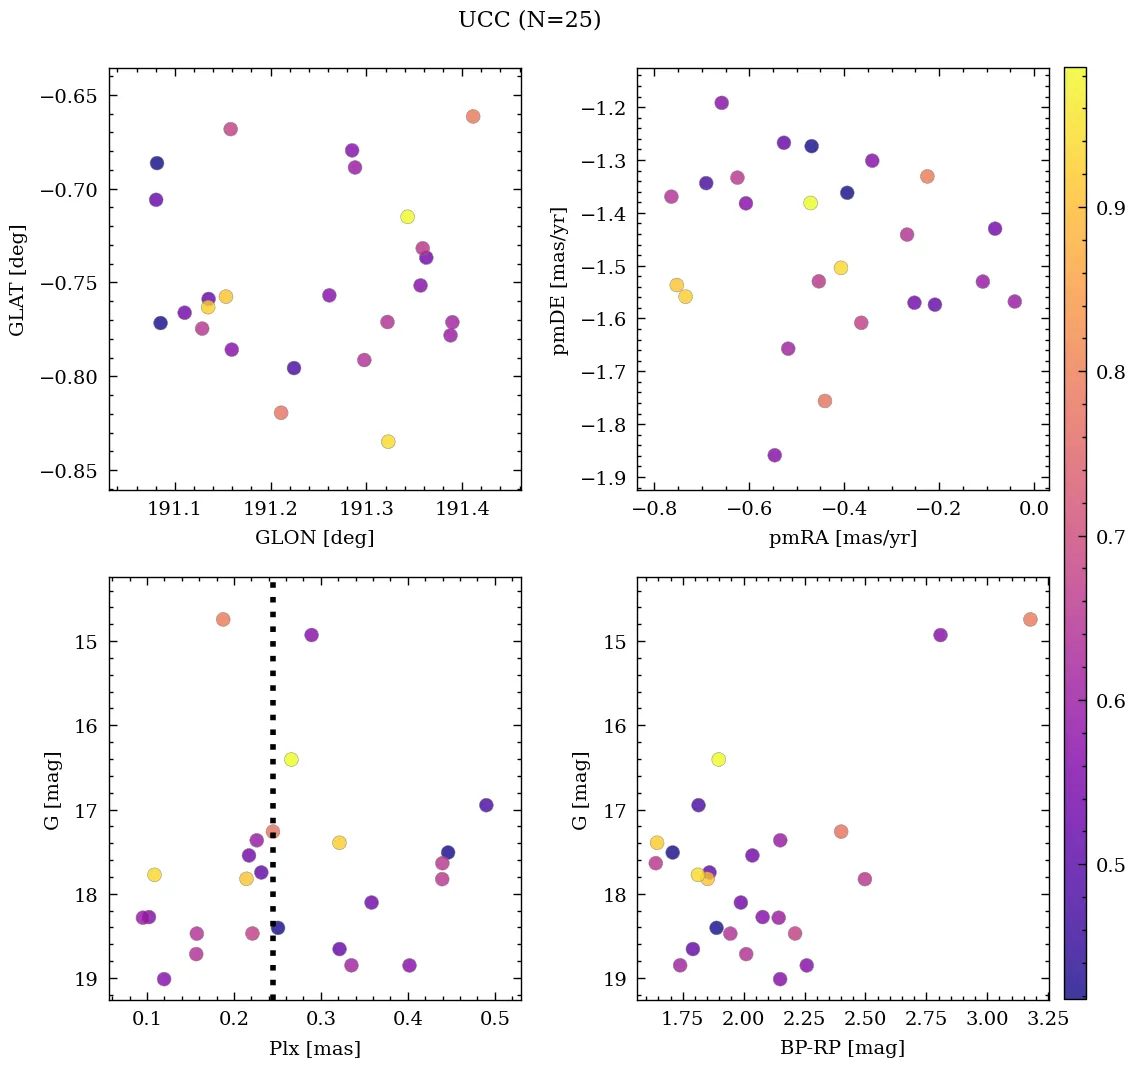 UCC (N=25)
−0.65
−0.70
−0.75
−0.80
−0.85
GLAT [deg]
191.1 191.2 191.3 191.4
GLON [deg]
−1.2
−1.3
−1.4
−1.5
−1.6
−1.7
−1.8
−1.9
pmDE [mas/yr]
−0.8 −0.6 −0.4 −0.2 0.0
pmRA [mas/yr]
15
16
17
18
19
G [mag]
0.1 0.2 0.3 0.4 0.5
Plx [mas]
15
16
17
18
19
G [mag]
1.75 2.00 2.25 2.50 2.75 3.00 3.25
BP-RP [mag]
0.9
0.8
0.7
0.6
0.5